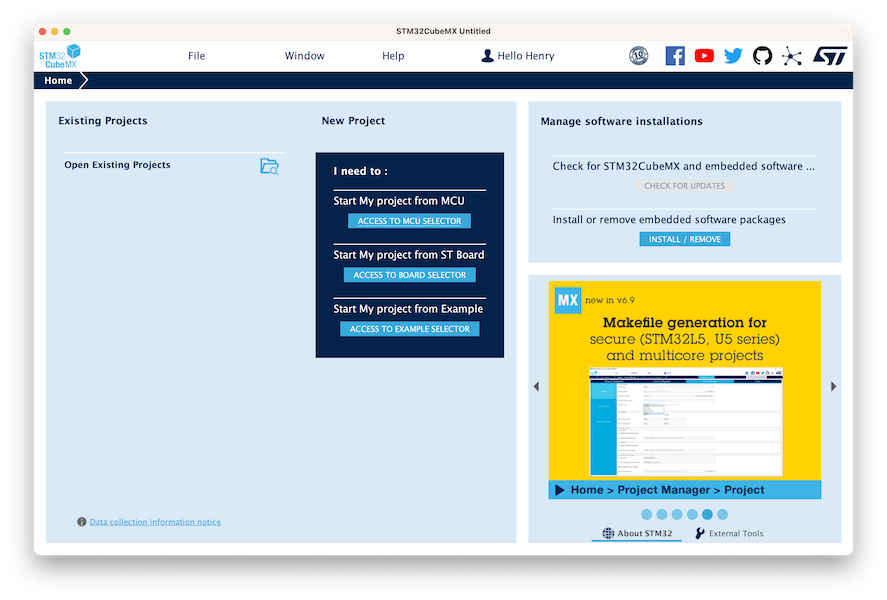 STM32CubeMX Untitled
STM32
CubeMX
File
Window
Help
Hello Henry
10
ST
Home
Existing Projects
New Project
Manage software installations
Open Existing Projects
I need to :
Start My project from MCU
ACCESS TO MCU SELECTOR
Start My project from ST Board
ACCESS TO BOARD SELECTOR
Start My project from Example
ACCESS TO EXAMPLE SELECTOR
Check for STM32CubeMX and embedded software ...
CHECK FOR UPDATES
Install or remove embedded software packages
INSTALL / REMOVE
MX new in v6.9
Makefile generation for
secure (STM32L5, U5 series)
and multicore projects
Home > Project Manager > Project
Data collection information notice
About STM32
External Tools